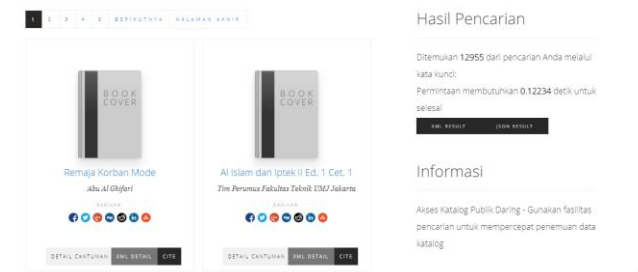 1 2 3 4 5 BERIKUTNYA HALAMAN AKHIR
BOOK
COVER
Remaja Korban Mode
Abu Al Ghifari
BAGIKAN
DETAIL CANTUMAN XML DETAIL CITE
BOOK
COVER
Al Islam dan Iptek II Ed. 1 Cet. 1
Tim Perumus Fakultas Teknik UMJ Jakarta
BAGIKAN
DETAIL CANTUMAN XML DETAIL CITE
Hasil Pencarian
Ditemukan 12955 dari pencarian Anda melalui
kata kunci:
Permintaan membutuhkan 0.12234 detik untuk
selesai
XML RESULT JSON RESULT
Informasi
Akses Katalog Publik Daring - Gunakan fasilitas
pencarian untuk mempercepat penemuan data
katalog